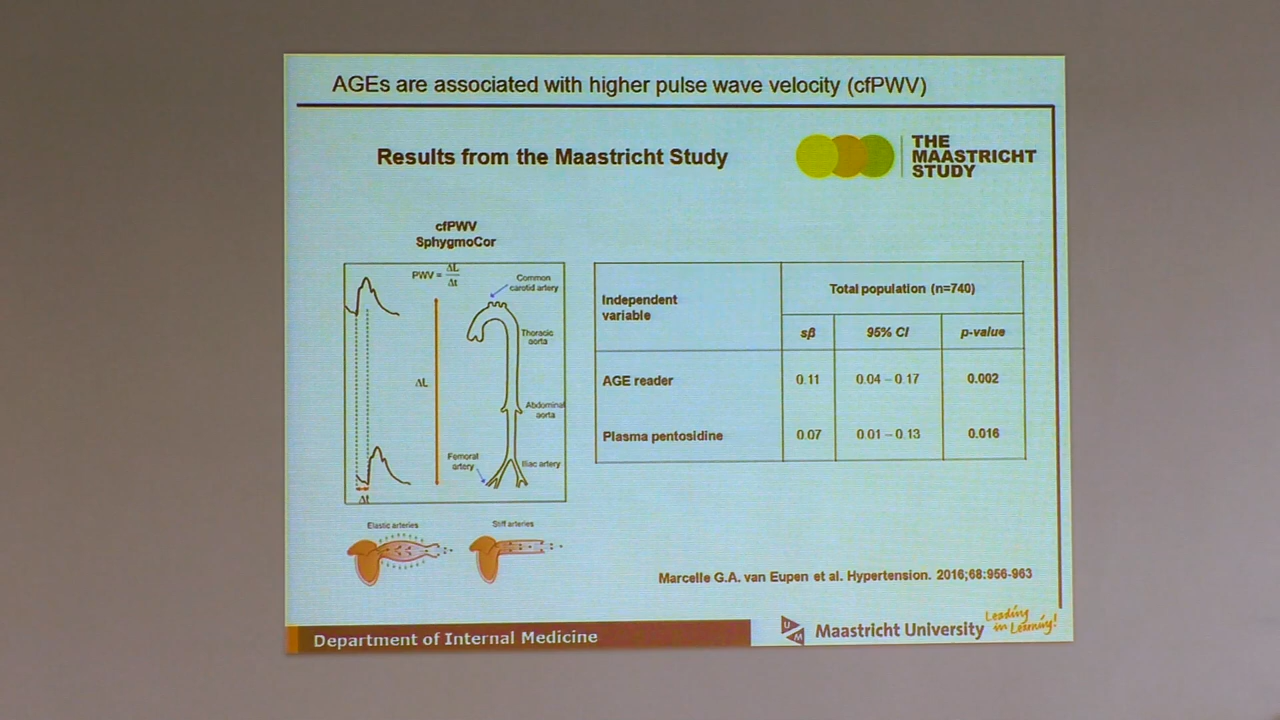 AGEs are associated with higher pulse wave velocity (cfPWV)
Results from the Maastricht Study
THE
MAASTRICHT
STUDY
cfPWV
SphygmoCor
PWV = ΔL
Δt
Common
carotid artery
Thoracic
aorta
ΔL
Abdominal
aorta
Femoral
artery
Iliac artery
Δt
Elastic arteries
Stiff arteries
Independent
variable
Total population (n=740)
sβ 95% CI p-value
AGE reader 0.11 0.04 – 0.17 0.002
Plasma pentosidine 0.07 0.01 – 0.13 0.016
Marcelle G.A. van Eupen et al. Hypertension. 2016;68:956-963
Department of Internal Medicine
UM
Maastricht University
Leading
in Learning!